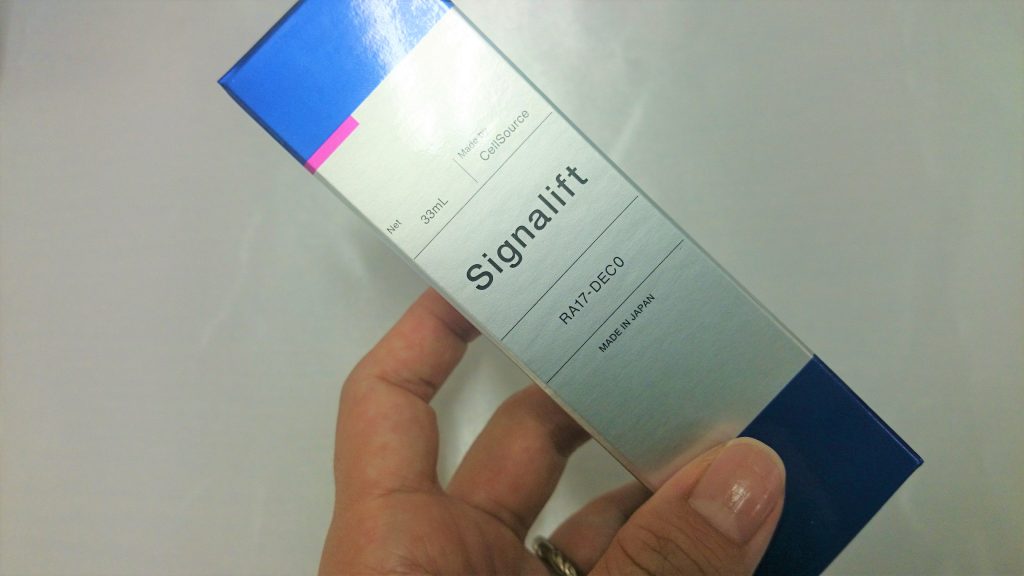 Net 33mL
Made by CellSource
Signalift
RA17-DEC0
MADE IN JAPAN